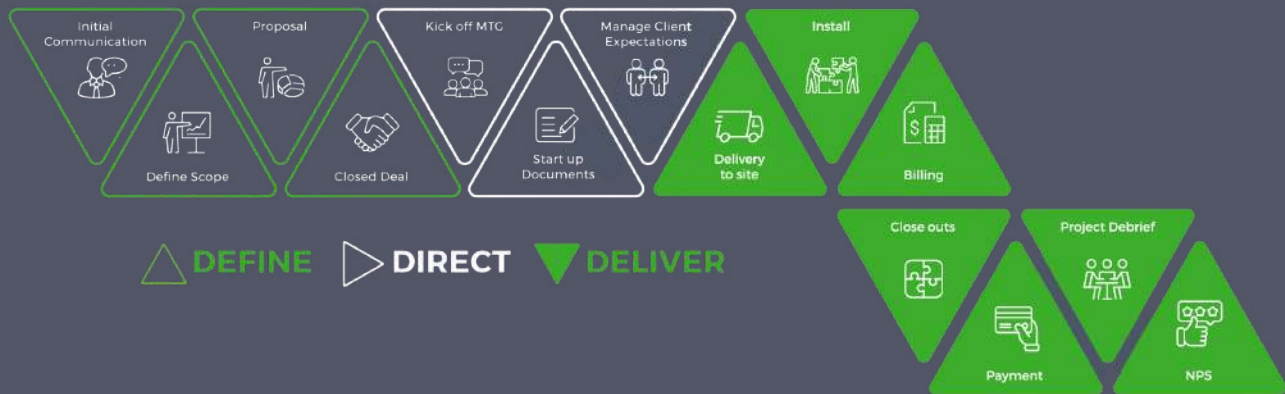 Initial
Communication
Define Scope
Proposal
Closed Deal
Kick off MTG
Start up
Documents
Manage Client
Expectations
Delivery
to site
Install
$
Billing
DEFINE
DIRECT
DELIVER
Close outs
Payment
Project Debrief
NPS